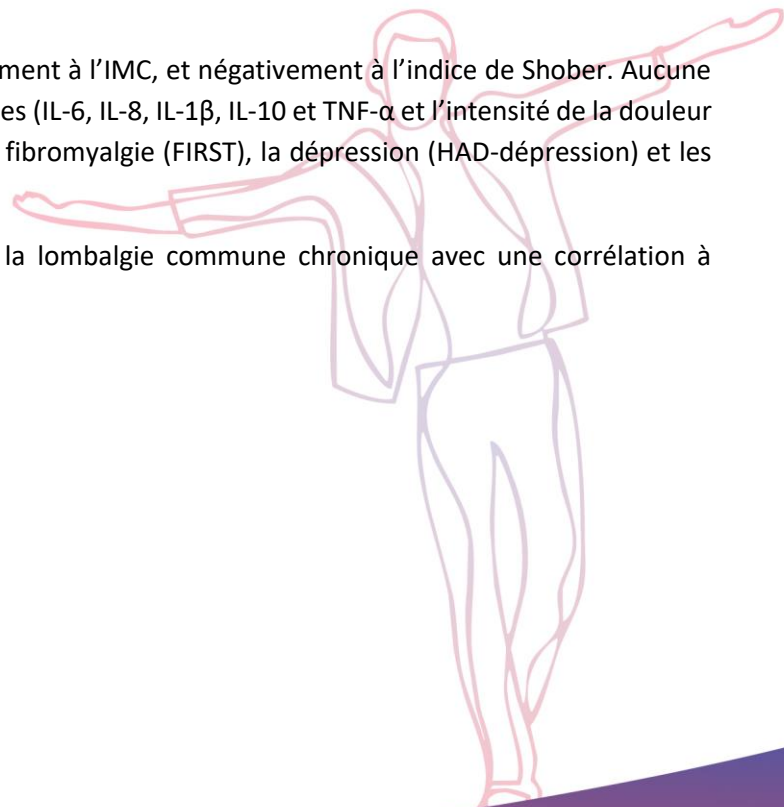 ment à l’IMC, et négativement à l’indice de Shober. Aucune
es (IL-6, IL-8, IL-1β, IL-10 et TNF-α et l’intensité de la douleur
fibromyalgie (FIRST), la dépression (HAD-dépression) et les
la lombalgie commune chronique avec une corrélation à